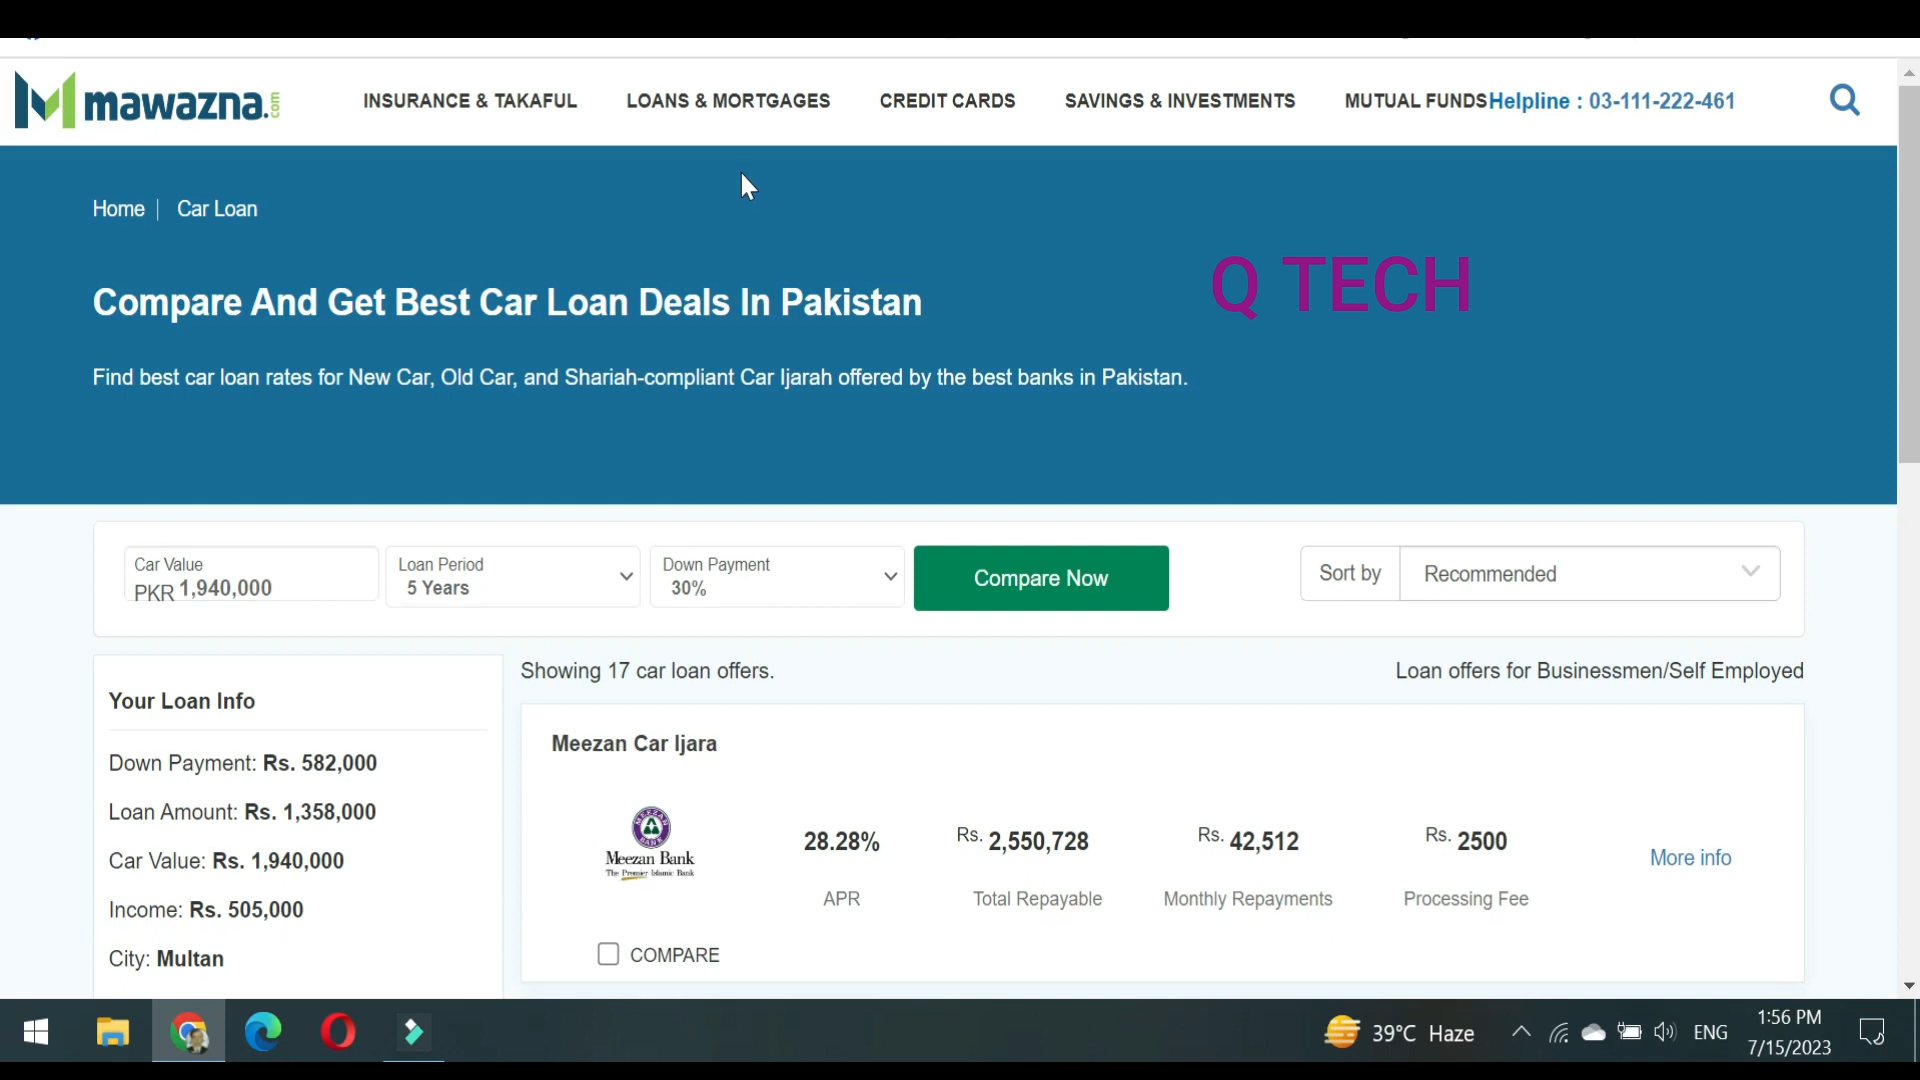 mawazna.com
INSURANCE & TAKAFUL LOANS & MORTGAGES CREDIT CARDS SAVINGS & INVESTMENTS MUTUAL FUNDS Helpline : 03-111-222-461
Home | Car Loan
Q TECH
Compare And Get Best Car Loan Deals In Pakistan
Find best car loan rates for New Car, Old Car, and Shariah-compliant Car Ijarah offered by the best banks in Pakistan.
Car Value
PKR 1,940,000
Loan Period
5 Years
Down Payment
30%
Compare Now
Sort by Recommended
Your Loan Info
Down Payment: Rs. 582,000
Loan Amount: Rs. 1,358,000
Car Value: Rs. 1,940,000
Income: Rs. 505,000
City: Multan
Showing 17 car loan offers.
Loan offers for Businessmen/Self Employed
Meezan Car Ijara
MEEZAN BANK
Meezan Bank
The Premier Islamic Bank
28.28%
APR
Rs. 2,550,728
Total Repayable
Rs. 42,512
Monthly Repayments
Rs. 2500
Processing Fee
More info
COMPARE
39°C Haze
ENG
1:56 PM
7/15/2023